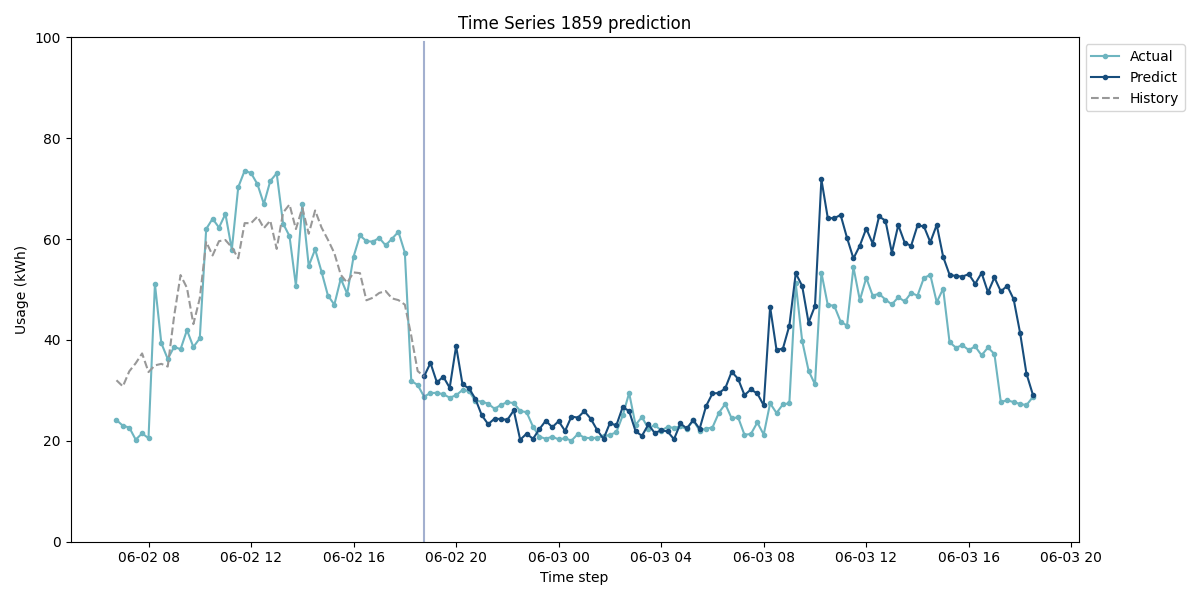 Time Series 1859 prediction
Usage (kWh)
100
80
60
40
20
0
06-02 08
06-02 12
06-02 16
06-02 20
06-03 00
06-03 04
06-03 08
06-03 12
06-03 16
06-03 20
Time step
Actual
Predict
History